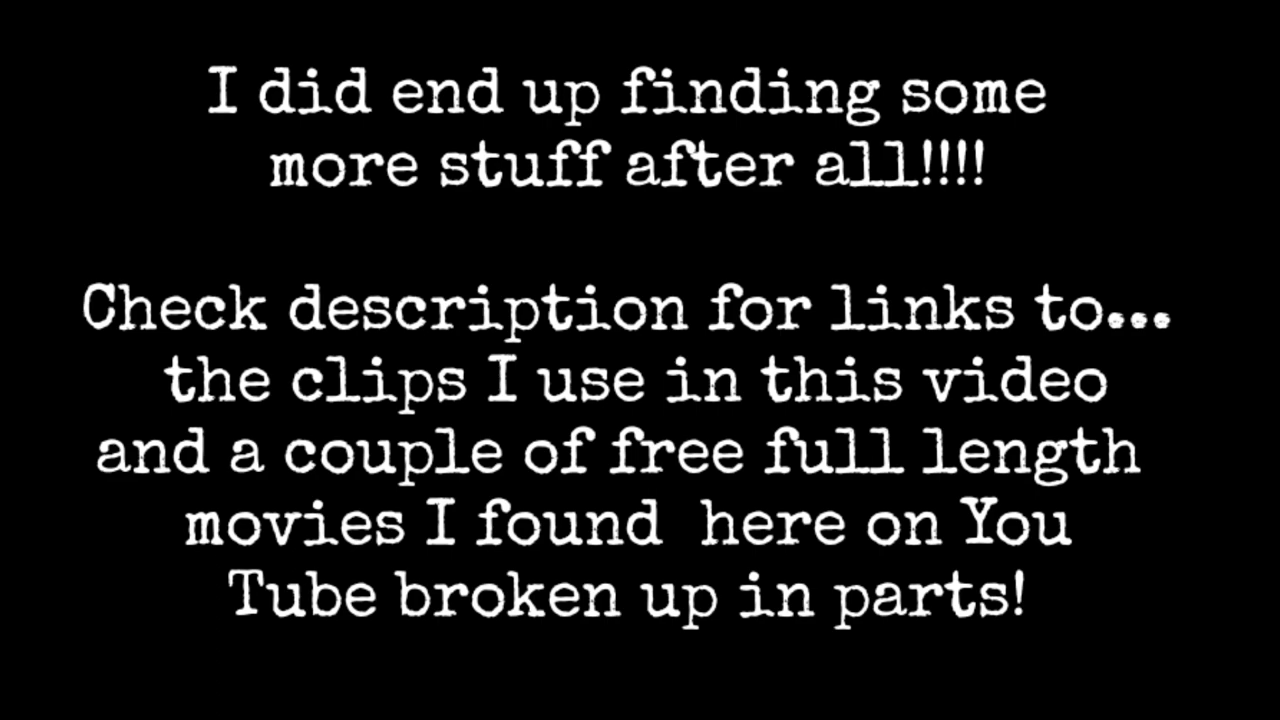 I did end up finding some
more stuff after all!!!!
Check description for links to...
the clips I use in this video
and a couple of free full length
movies I found here on You
Tube broken up in parts!